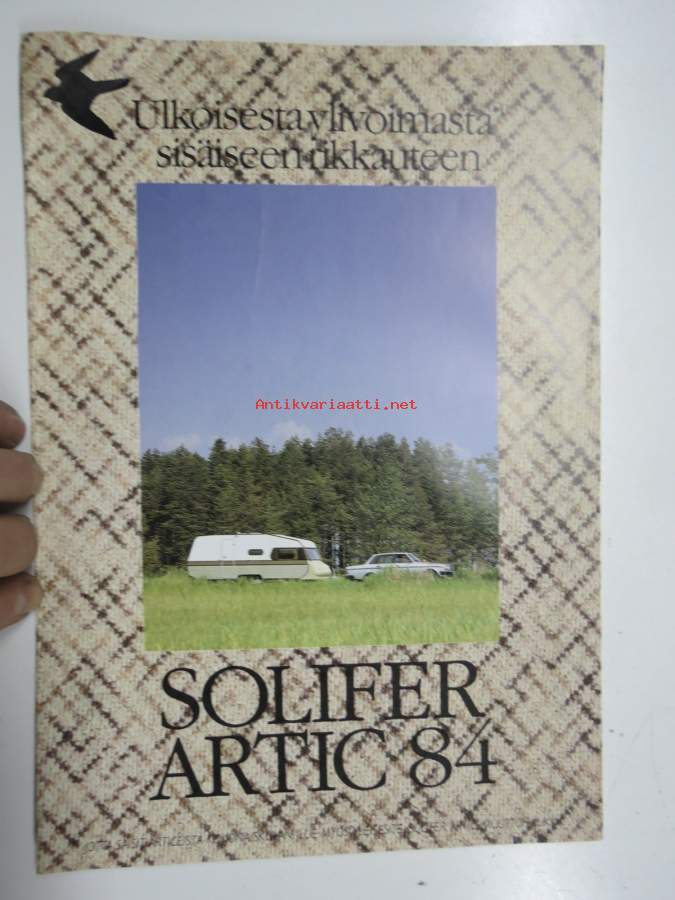 Ulkoisesta ylivoimasta
sisäiseen rikkauteen
Antikvariaatti.net
SOLIFER
ARTIC 84